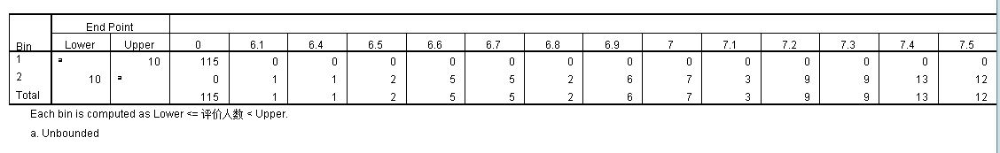 End Point
Bin Lower Upper 0 6.1 6.4 6.5 6.6 6.7 6.8 6.9 7 7.1 7.2 7.3 7.4 7.5
1 a 10 115 0 0 0 0 0 0 0 0 0 0 0 0 0
2 10 a 0 1 1 2 5 5 2 6 7 3 9 9 13 12
Total 115 1 1 2 5 5 2 6 7 3 9 9 13 12
Each bin is computed as Lower <= 评价人数 < Upper.
a. Unbounded